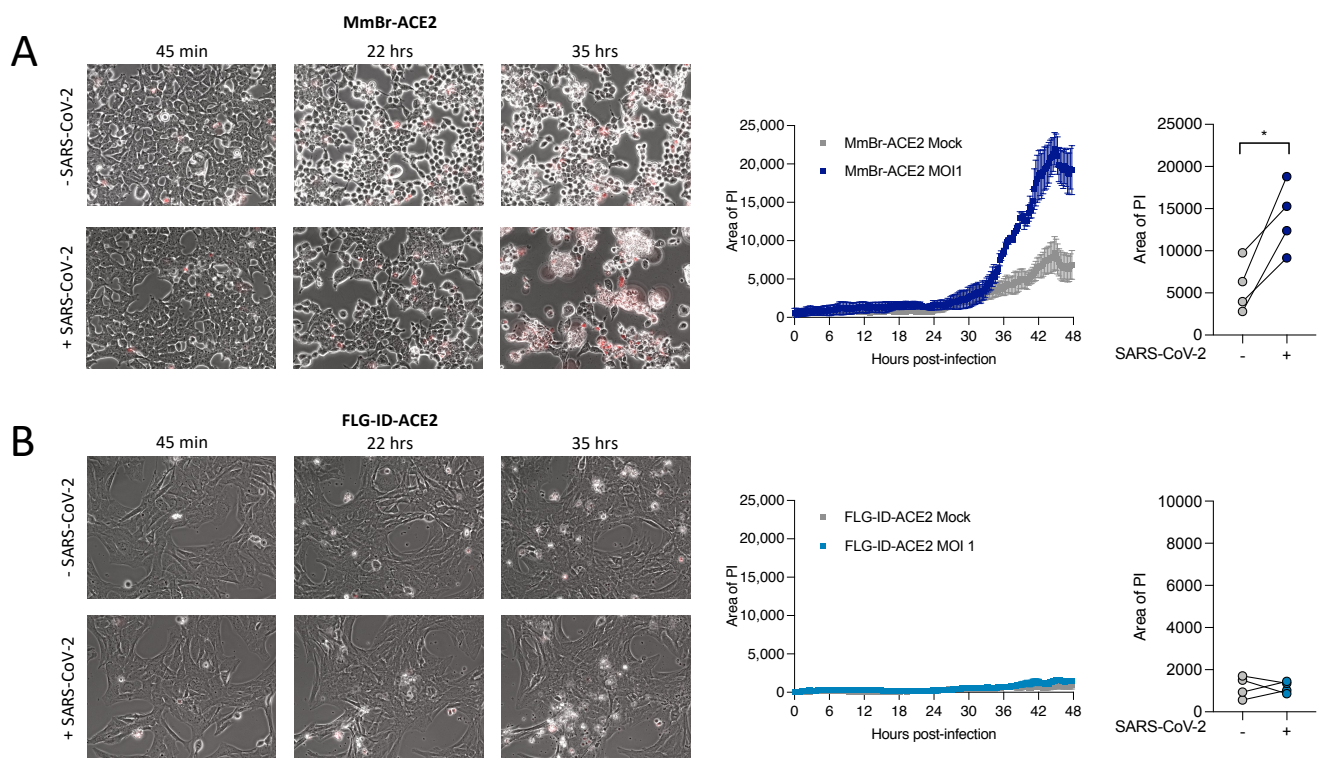 A
MmBr-ACE2
45 min
22 hrs
35 hrs
- SARS-CoV-2
+ SARS-CoV-2
25,000
20,000
15,000
10,000
5,000
0
Area of PI
MmBr-ACE2 Mock
MmBr-ACE2 MOI1
0 6 12 18 24 30 36 42 48
Hours post-infection
25000
20000
15000
10000
5000
0
Area of PI
*
SARS-CoV-2 - +
B
FLG-ID-ACE2
45 min
22 hrs
35 hrs
- SARS-CoV-2
+ SARS-CoV-2
25,000
20,000
15,000
10,000
5,000
0
Area of PI
FLG-ID-ACE2 Mock
FLG-ID-ACE2 MOI 1
0 6 12 18 24 30 36 42 48
Hours post-infection
10000
8000
6000
4000
2000
0
Area of PI
SARS-CoV-2 - +